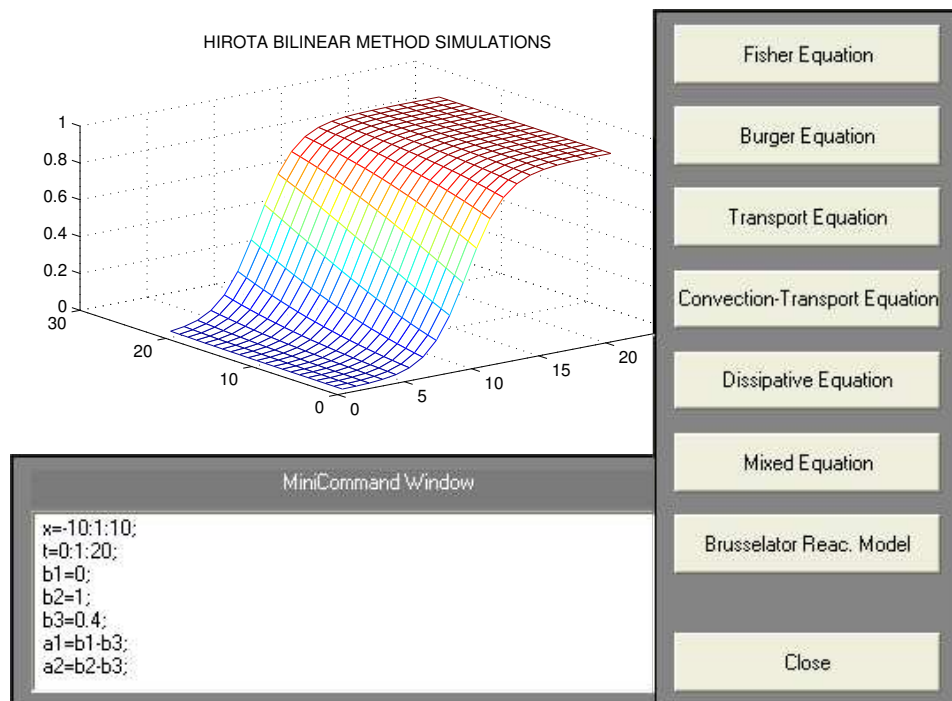 HIROTA BILINEAR METHOD SIMULATIONS
1
0.8
0.6
0.4
0.2
0
30
20
10
0
0
5
10
15
20
Fisher Equation
Burger Equation
Transport Equation
Convection-Transport Equation
Dissipative Equation
Mixed Equation
Brusselator Reac. Model
Close
MiniCommand Window
x=-10:1:10;
t=0:1:20;
b1=0;
b2=1;
b3=0.4;
a1=b1-b3;
a2=b2-b3;